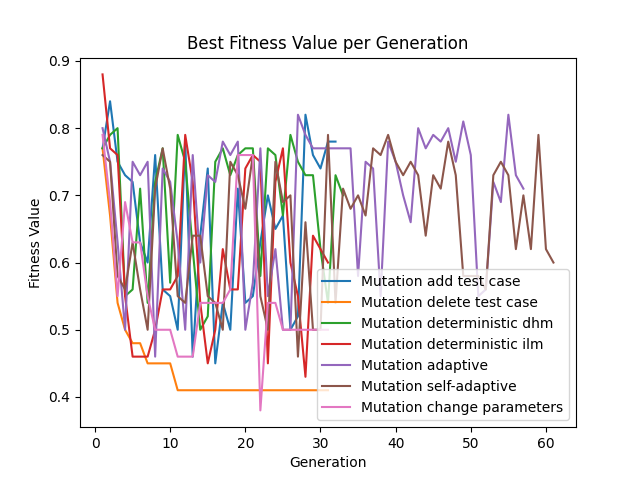 Best Fitness Value per Generation
Fitness Value
0.9
0.8
0.7
0.6
0.5
0.4
0
10
20
30
40
50
60
Generation
Mutation add test case
Mutation delete test case
Mutation deterministic dhm
Mutation deterministic ilm
Mutation adaptive
Mutation self-adaptive
Mutation change parameters